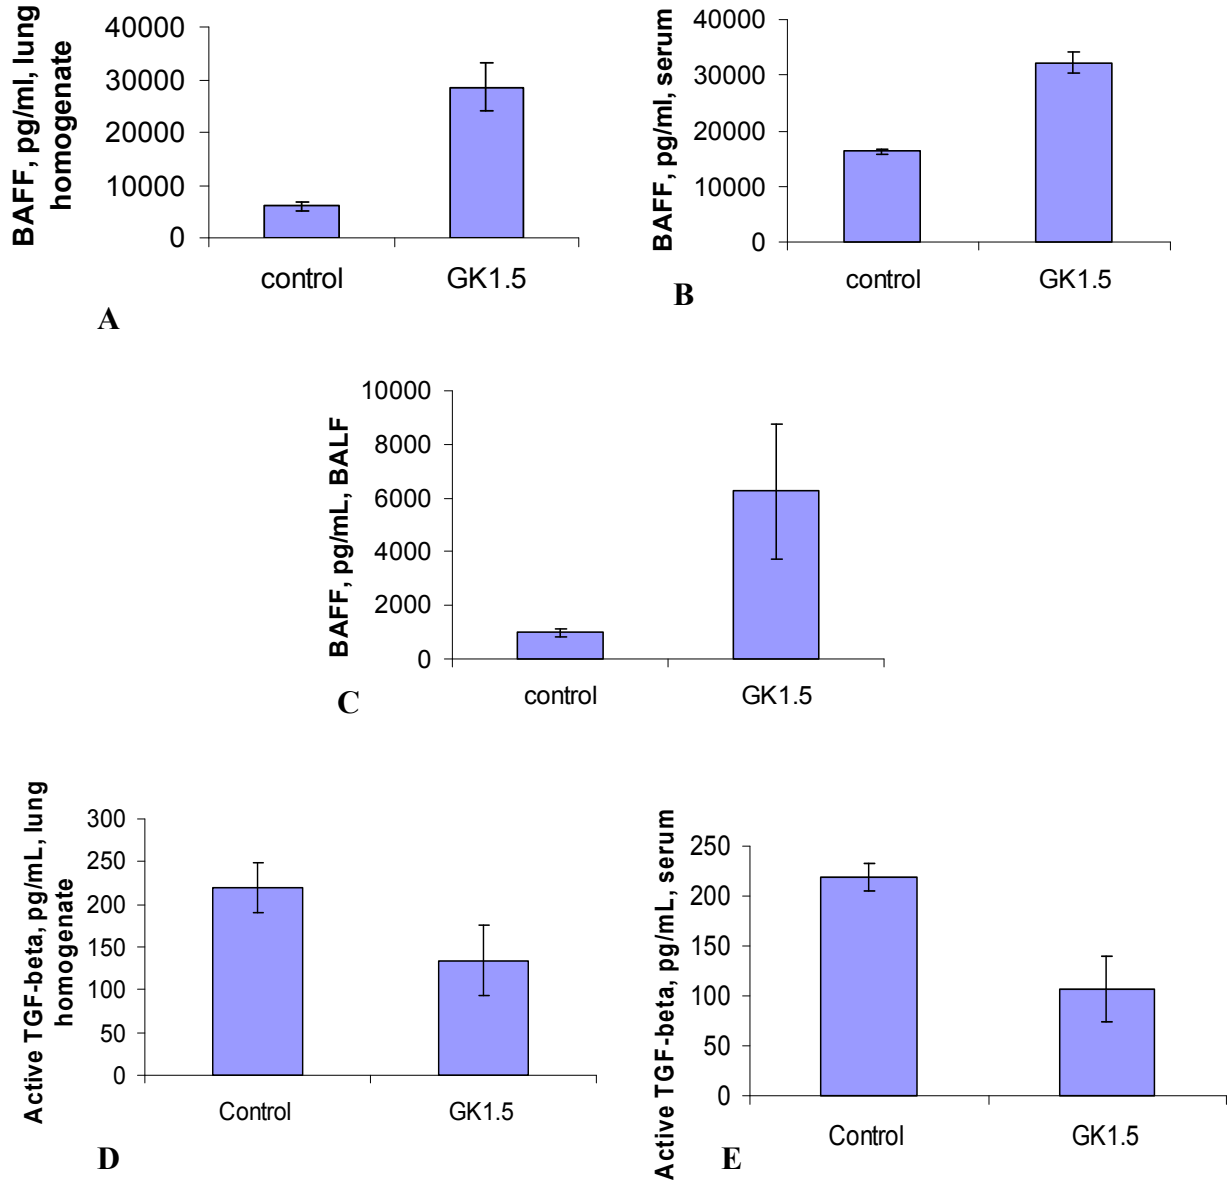 BAFF, pg/ml, lung
homogenate
40000
30000
20000
10000
0
control GK1.5
A
BAFF, pg/ml, serum
40000
30000
20000
10000
0
control GK1.5
B
BAFF, pg/mL, BALF
10000
8000
6000
4000
2000
0
control GK1.5
C
Active TGF-beta, pg/mL, lung
homogenate
300
250
200
150
100
50
0
Control GK1.5
D
Active TGF-beta, pg/mL, serum
250
200
150
100
50
0
Control GK1.5
E